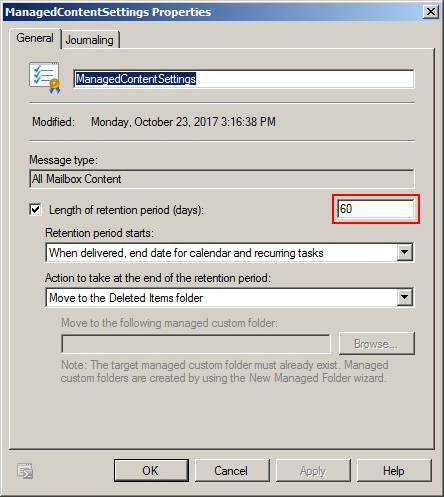 ManagedContentSettings Properties
General
Journaling
ManagedContentSettings
Modified: Monday, October 23, 2017 3:16:38 PM
Message type:
All Mailbox Content
Length of retention period (days):
60
Retention period starts:
When delivered, end date for calendar and recurring tasks
Action to take at the end of the retention period:
Move to the Deleted Items folder
Move to the following managed custom folder:
Browse...
Note: The target managed custom folder must already exist. Managed
custom folders are created by using the New Managed Folder wizard.
OK
Cancel
Apply
Help